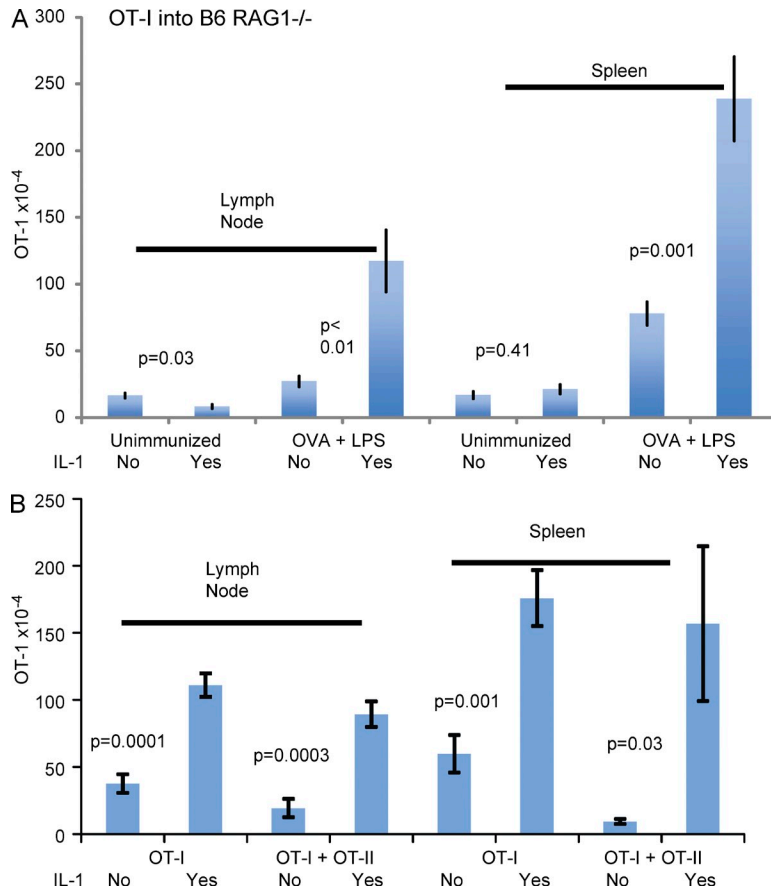 A OT-I into B6 RAG1-/-
300
250
200
150
100
50
0
OT-1 x10-4
Spleen
Lymph
Node
p=0.03
p<
0.01
p=0.41
p=0.001
Unimmunized OVA + LPS Unimmunized OVA + LPS
IL-1 No Yes No Yes No Yes No Yes
B
250
200
150
100
50
0
OT-1 x10-4
Spleen
Lymph
Node
p=0.0001
p=0.0003
p=0.001
p=0.03
OT-I OT-I + OT-II OT-I OT-I + OT-II
IL-1 No Yes No Yes No Yes No Yes